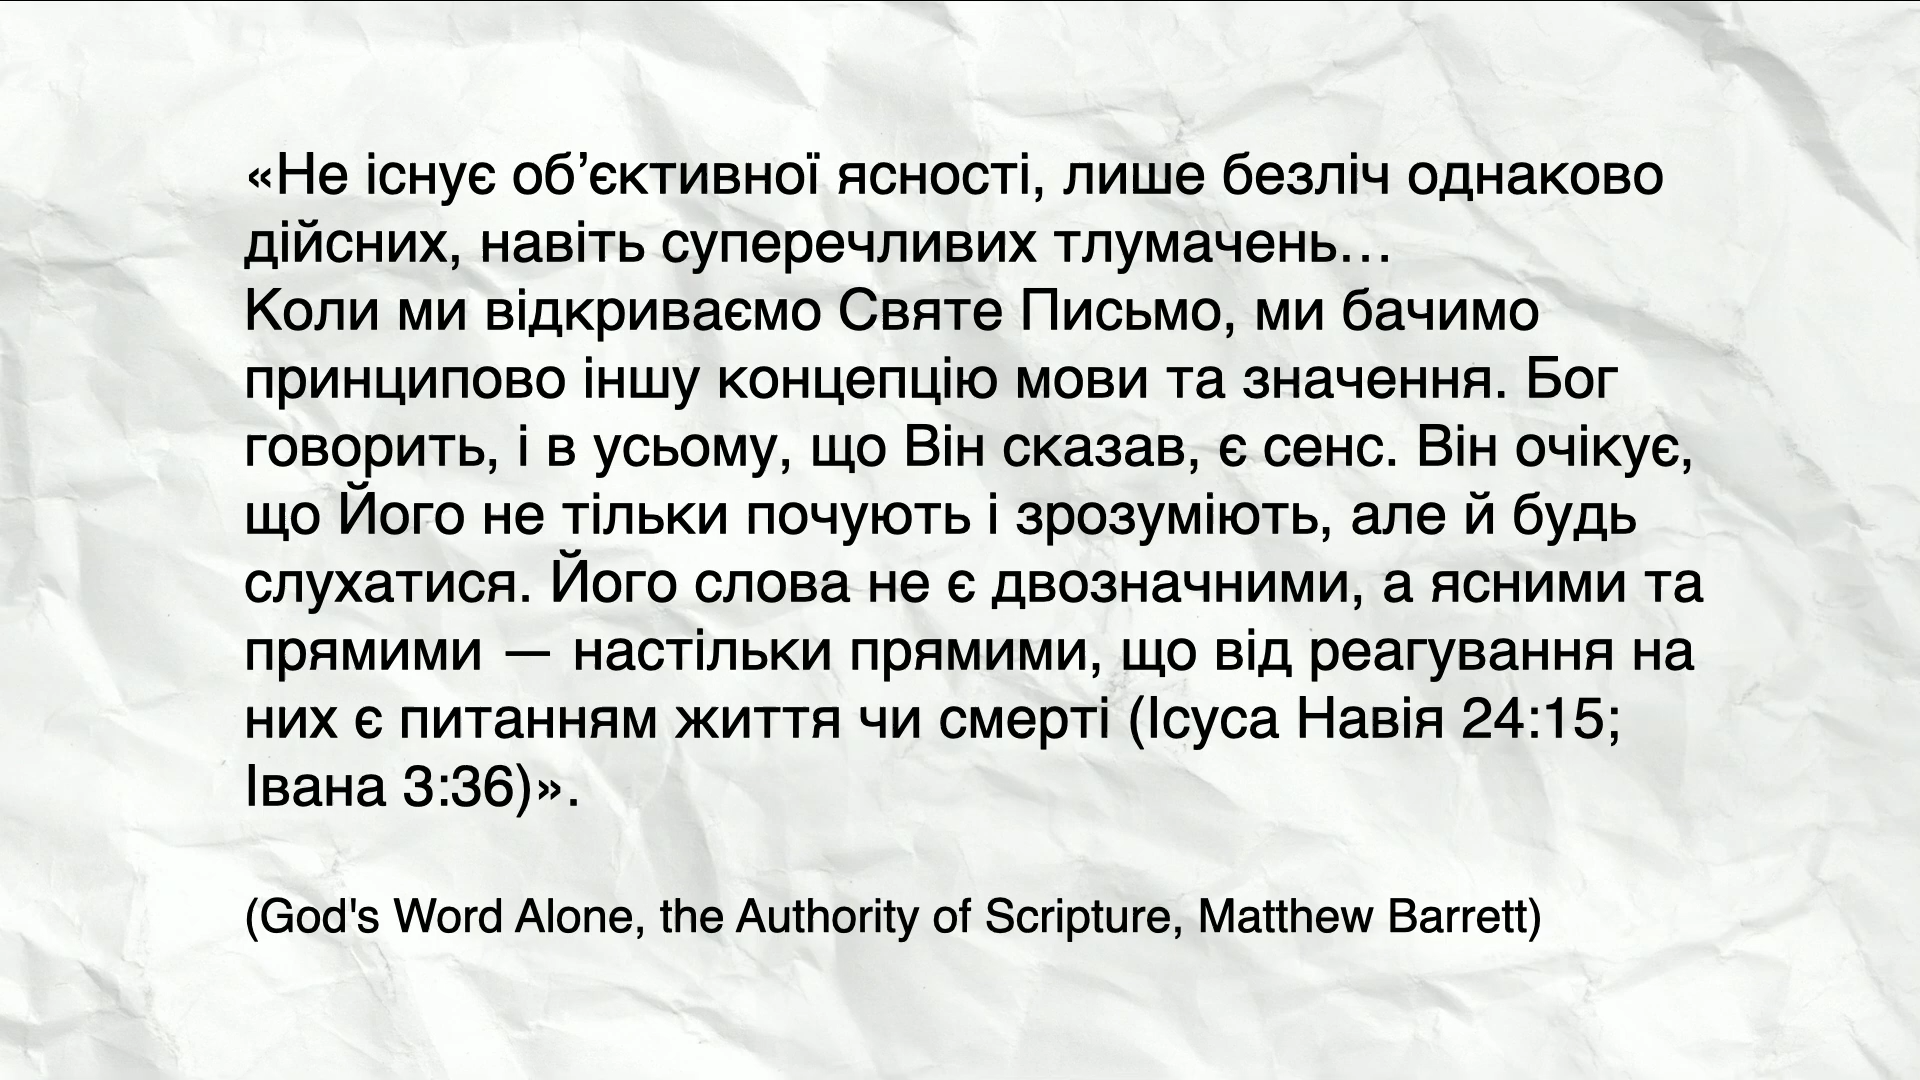 «Не існує об’єктивної ясності, лише безліч однаково
дійсних, навіть суперечливих тлумачень…
Коли ми відкриваємо Святе Письмо, ми бачимо
принципово іншу концепцію мови та значення. Бог
говорить, і в усьому, що Він сказав, є сенс. Він очікує,
що Його не тільки почують і зрозуміють, але й будь
слухатися. Його слова не є двозначними, а ясними та
прямими — настільки прямими, що від реагування на
них є питанням життя чи смерті (Ісуса Навія 24:15;
Івана 3:36)».
(God's Word Alone, the Authority of Scripture, Matthew Barrett)